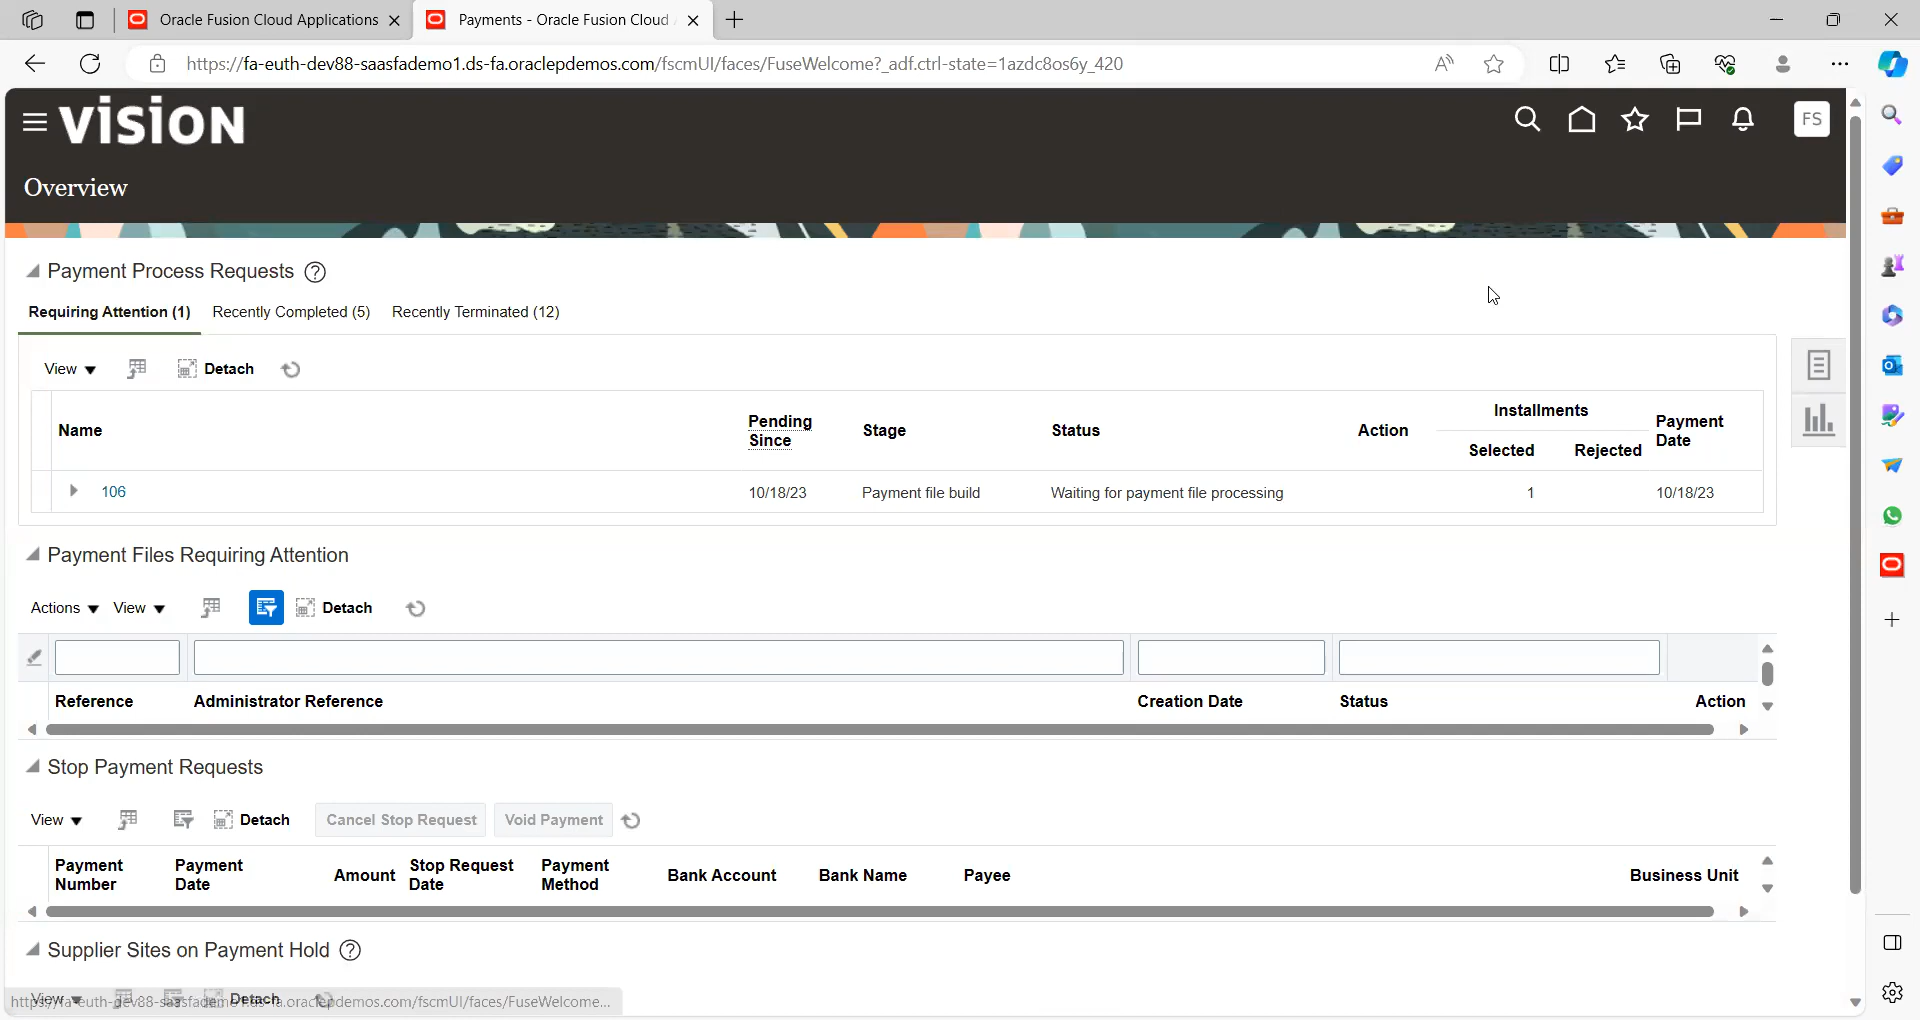 Oracle Fusion Cloud Applications
Payments - Oracle Fusion Cloud
https://fa-euth-dev88-saasfademo1.ds-fa.oraclepdemos.com/fscmUI/faces/FuseWelcome?_adf.ctrl-state=1azdc8os6y_420
VISION
FS
Overview
Payment Process Requests
Requiring Attention (1) Recently Completed (5) Recently Terminated (12)
View Detach
Name Pending Since Stage Status Action Installments Selected Rejected Payment Date
106 10/18/23 Payment file build Waiting for payment file processing 1 10/18/23
Payment Files Requiring Attention
Actions View Detach
Reference Administrator Reference Creation Date Status Action
Stop Payment Requests
View Detach Cancel Stop Request Void Payment
Payment Number Payment Date Amount Stop Request Date Payment Method Bank Account Bank Name Payee Business Unit
Supplier Sites on Payment Hold
View Detach
https://fa-euth-dev88-saasfademo1.ds-fa.oraclepdemos.com/fscmUI/faces/FuseWelcome...